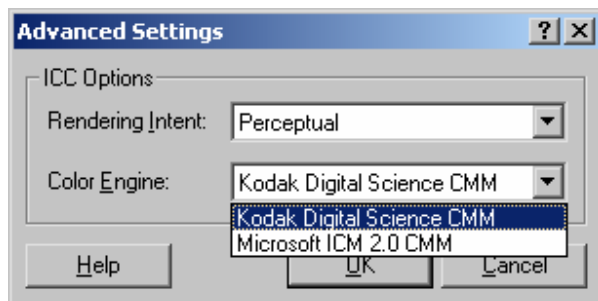 Advanced Settings
ICC Options
Rendering Intent: Perceptual
Color Engine: Kodak Digital Science CMM
Kodak Digital Science CMM
Microsoft ICM 2.0 CMM
Help OK Cancel